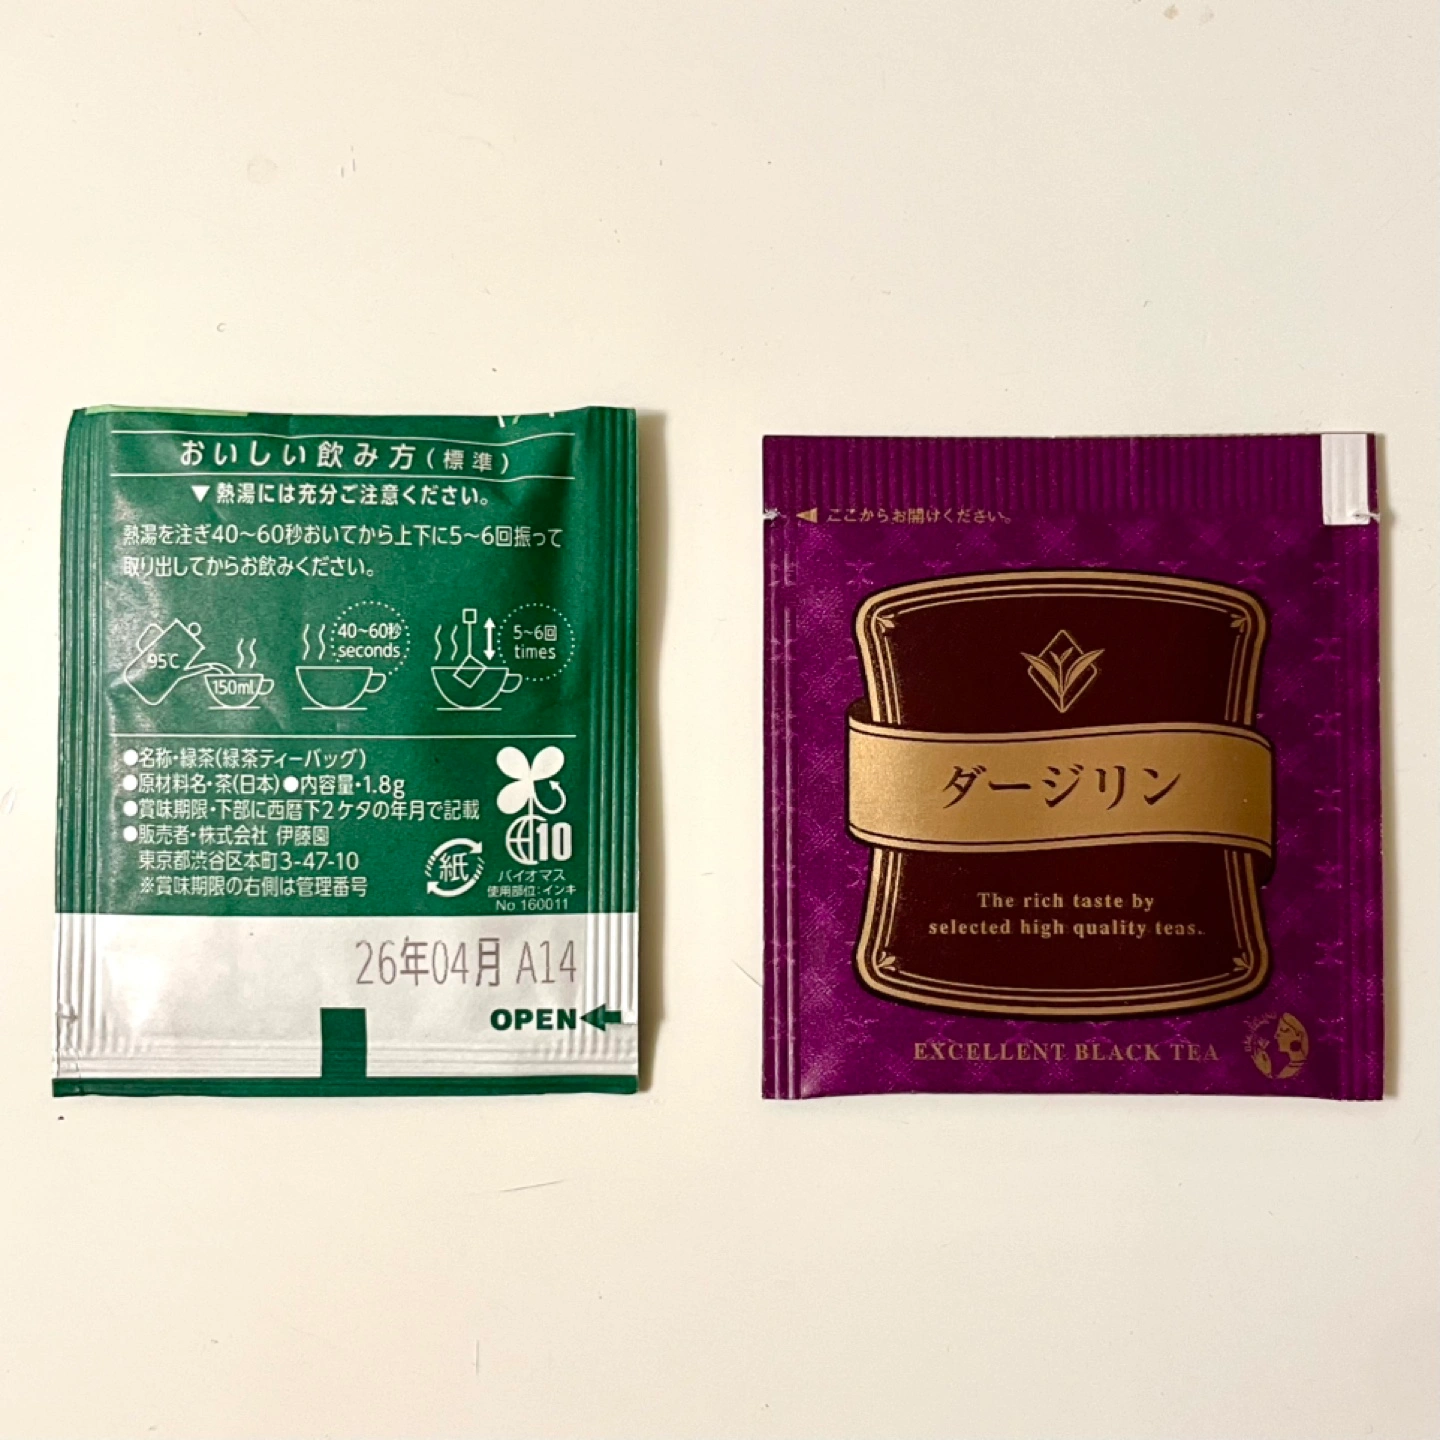 おいしい飲み方(標準)
▼熱湯には充分ご注意ください。
熱湯を注ぎ40〜60秒おいてから上下に5〜6回振って
取り出してからお飲みください。
95℃
150ml
40~60秒
seconds
5~6回
times
●名称・緑茶(緑茶ティーバッグ)
●原材料名・茶(日本)●内容量・1.8g
●賞味期限・下部に西暦下2ケタの年月で記載
●販売者・株式会社 伊藤園
東京都渋谷区本町3-47-10
※賞味期限の右側は管理番号
紙
10
バイオマス
使用部位:インキ
No 160011
26年04月 A14
OPEN
ここからお開けください。
ダージリン
The rich taste by
selected high quality teas.
EXCELLENT BLACK TEA